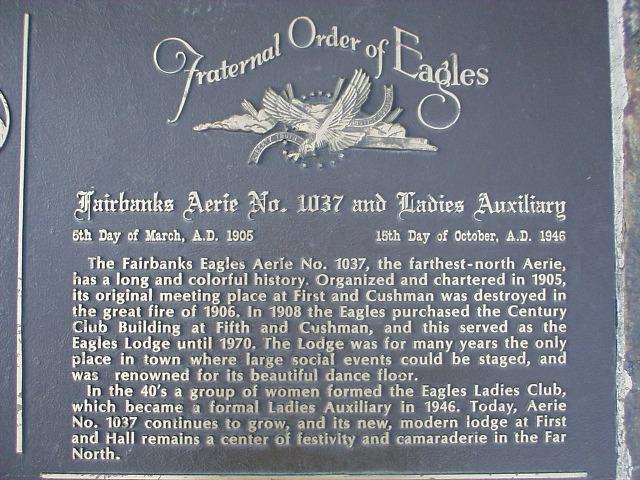 Fraternal Order of Eagles
Fairbanks Aerie No. 1037 and Ladies Auxiliary
5th Day of March, A.D. 1905 15th Day of October, A.D. 1946
The Fairbanks Eagles Aerie No. 1037, the farthest-north Aerie,
has a long and colorful history. Organized and chartered in 1905,
its original meeting place at First and Cushman was destroyed in
the great fire of 1906. In 1908 the Eagles purchased the Century
Club Building at Fifth and Cushman, and this served as the
Eagles Lodge until 1970. The Lodge was for many years the only
place in town where large social events could be staged, and
was renowned for its beautiful dance floor.
In the 40's a group of women formed the Eagles Ladies Club,
which became a formal Ladies Auxiliary in 1946. Today, Aerie
No. 1037 continues to grow, and its new, modern lodge at First
and Hall remains a center of festivity and camaraderie in the Far
North.